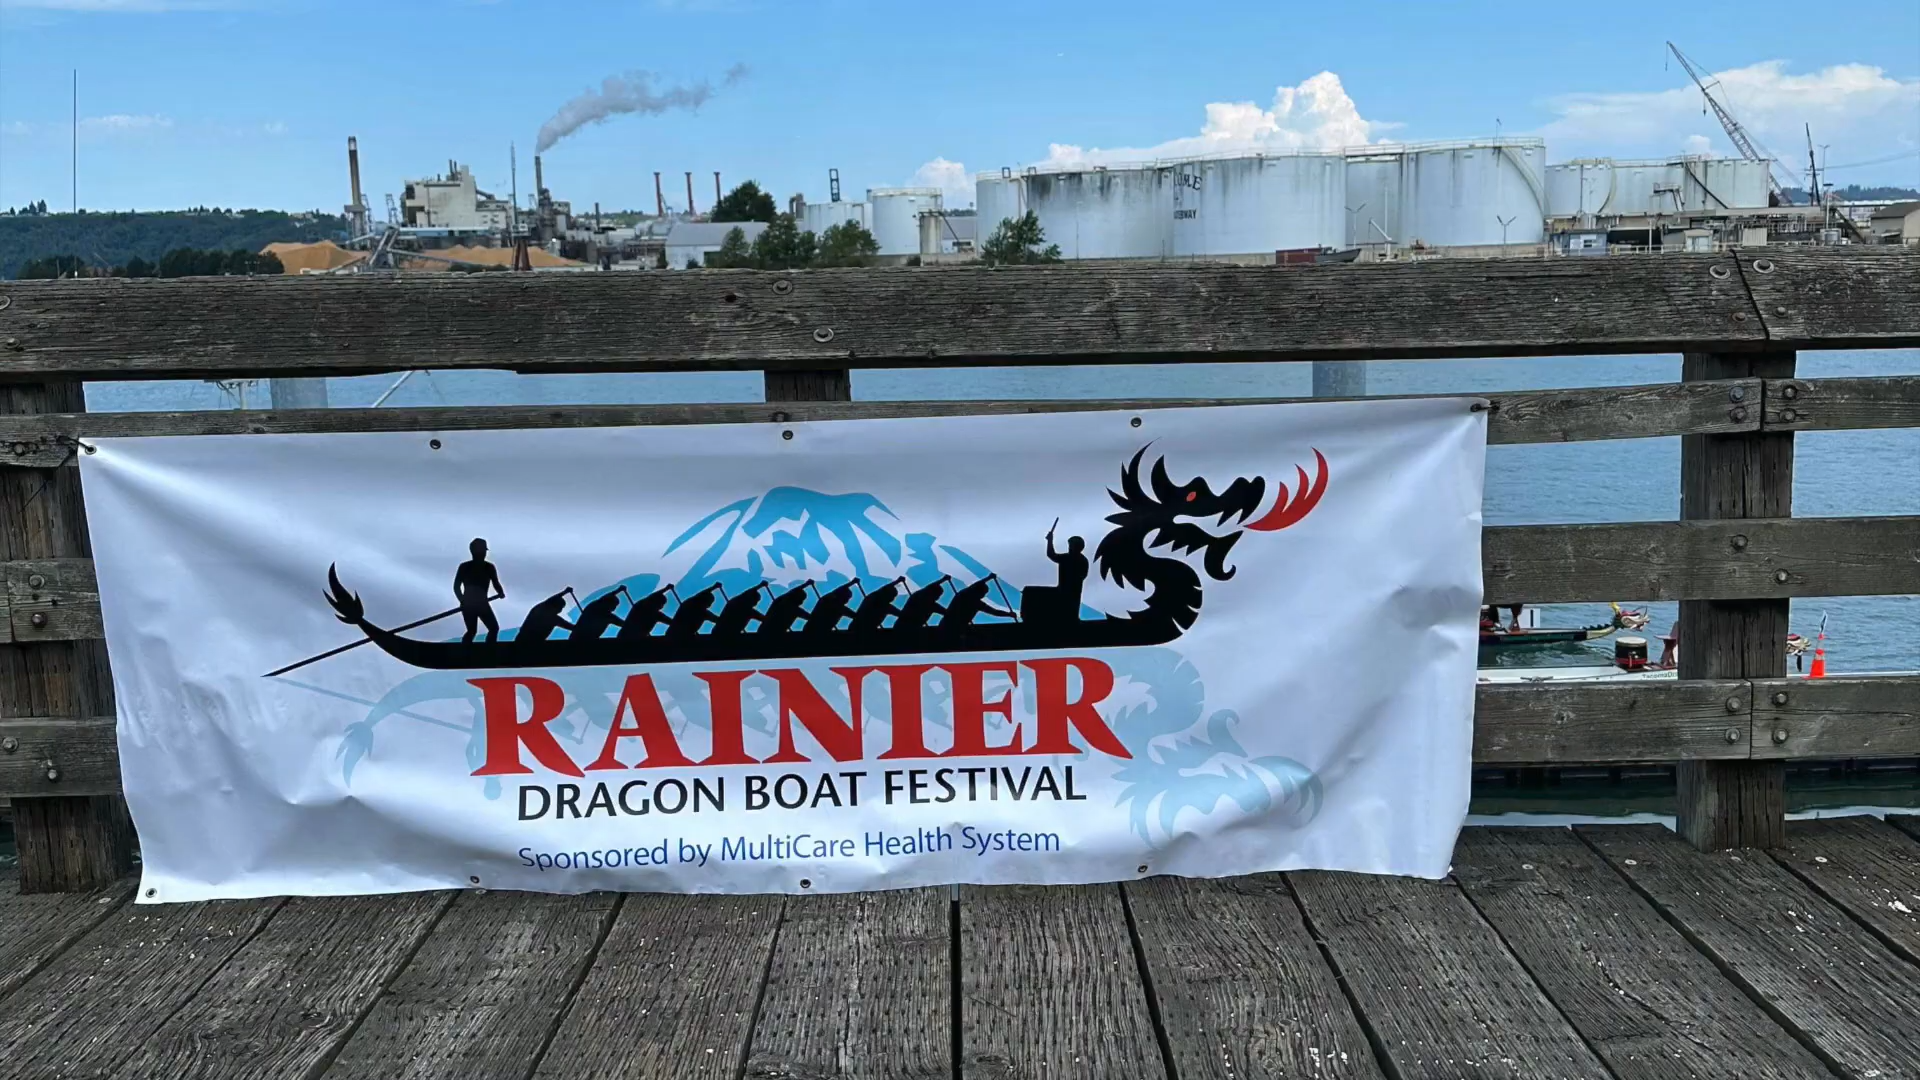 RAINIER
DRAGON BOAT FESTIVAL
Sponsored by MultiCare Health System